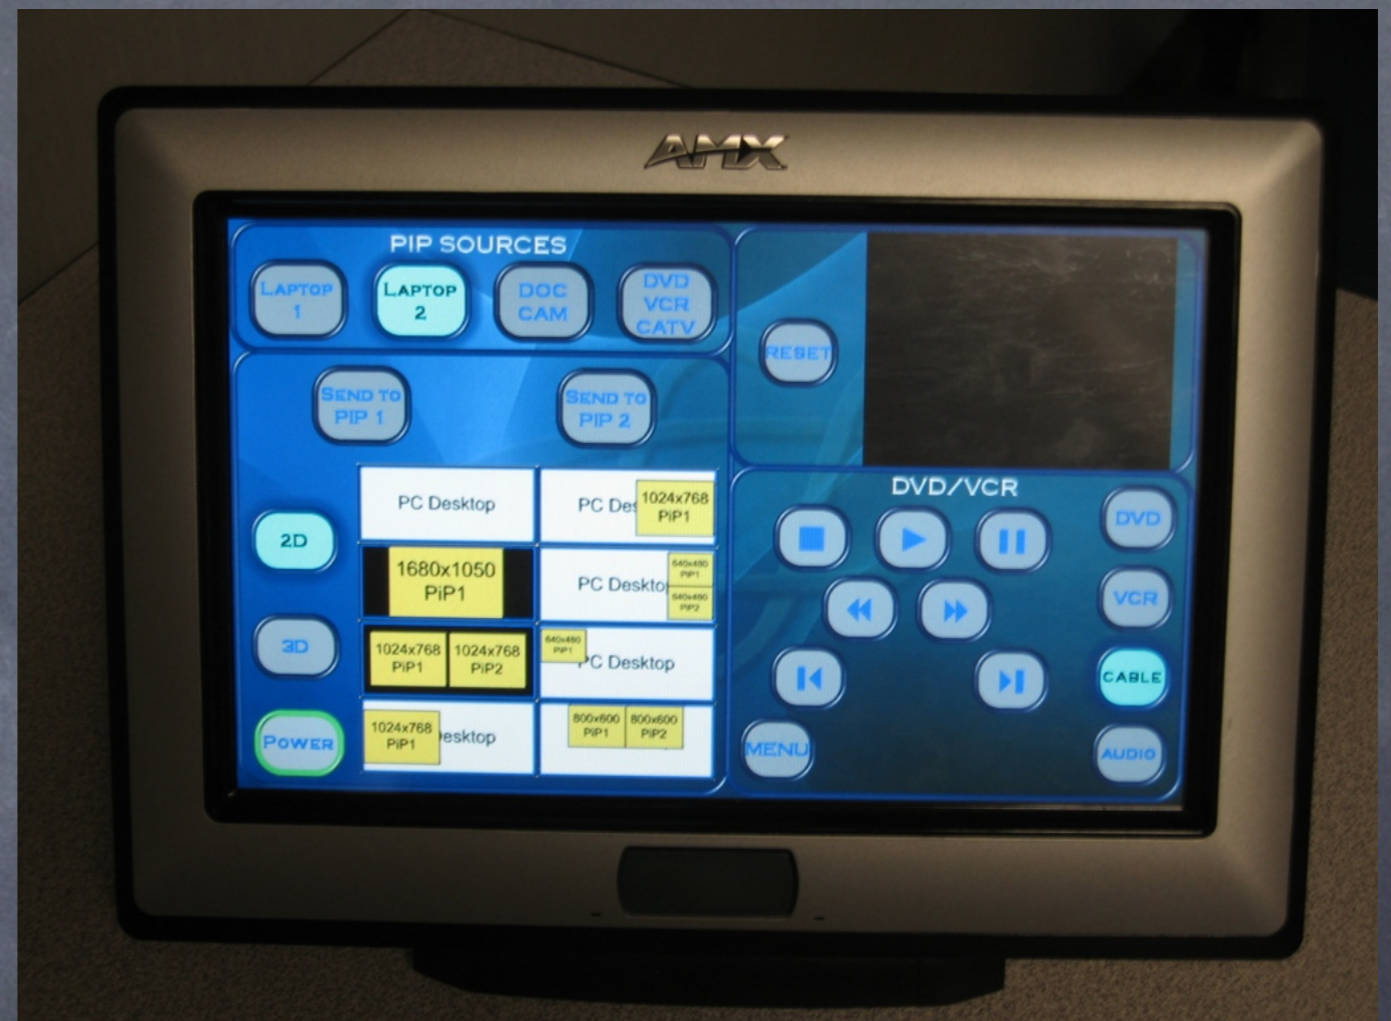 AMX
PIP SOURCES
LAPTOP
1
LAPTOP
2
DOC
CAM
DVD
VCR
CATV
RESET
SEND TO
PIP 1
SEND TO
PIP 2
2D
3D
POWER
PC Desktop
PC Des
1024x768
PiP1
1680x1050
PiP1
PC Desktop
640x480
PiP1
640x480
PiP2
1024x768
PiP1
1024x768
PiP2
640x480
PiP1
PC Desktop
1024x768
PiP1
esktop
800x600
PiP1
800x600
PiP2
DVD/VCR
DVD
VCR
CABLE
MENU
AUDIO